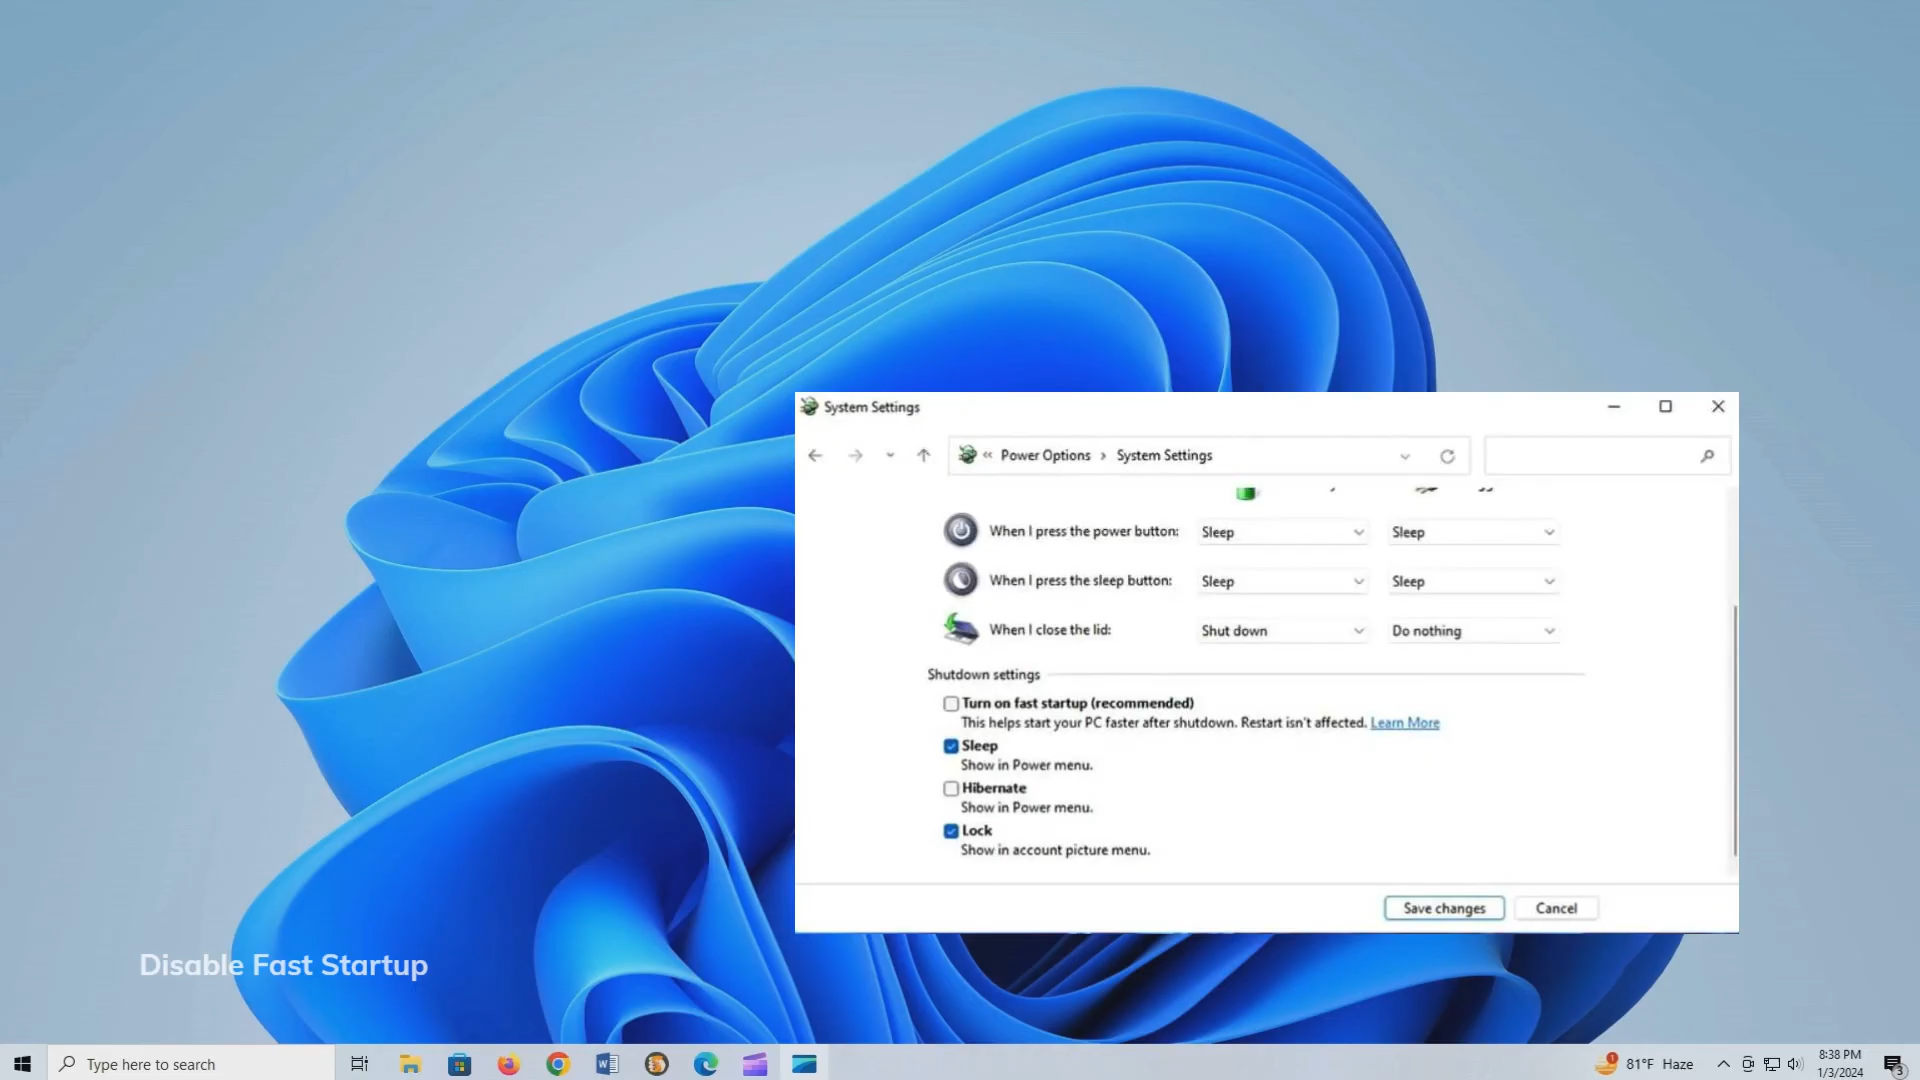 System Settings
« Power Options › System Settings
When I press the power button: Sleep Sleep
When I press the sleep button: Sleep Sleep
When I close the lid: Shut down Do nothing
Shutdown settings
Turn on fast startup (recommended)
This helps start your PC faster after shutdown. Restart isn't affected. Learn More
Sleep
Show in Power menu.
Hibernate
Show in Power menu.
Lock
Show in account picture menu.
Save changes Cancel
Disable Fast Startup
Type here to search
1
81°F Haze
8:38 PM
1/3/2024
3